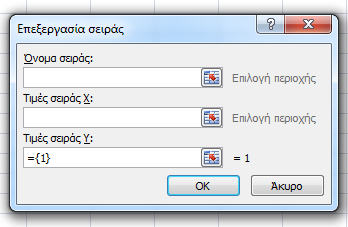 Επεξεργασία σειράς
Όνομα σειράς:
Επιλογή περιοχής
Τιμές σειράς X:
Επιλογή περιοχής
Τιμές σειράς Y:
={1} = 1
OK Άκυρο